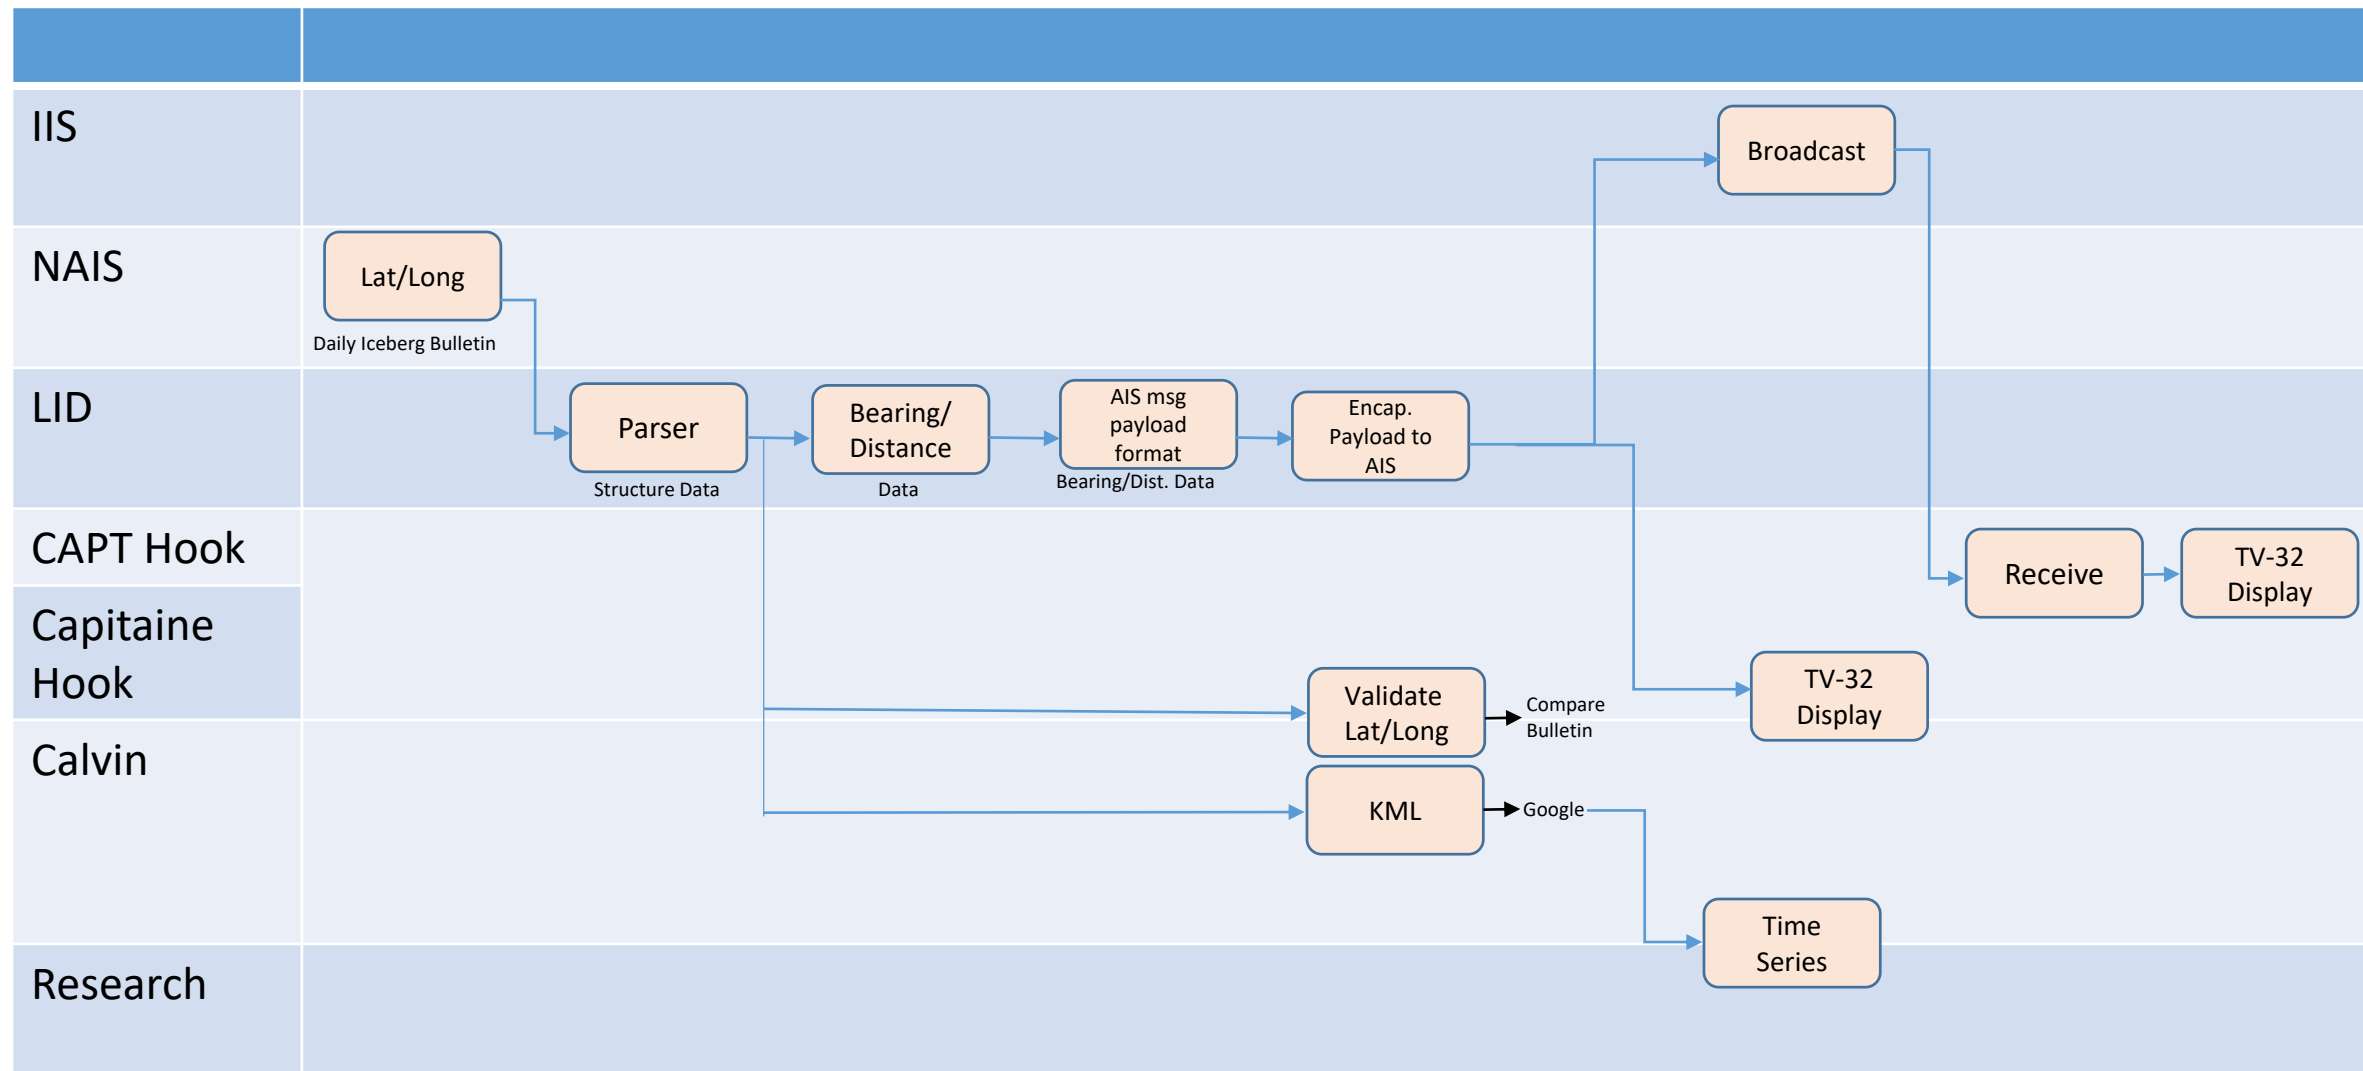 IIS
Broadcast
NAIS
Lat/Long
Daily Iceberg Bulletin
LID
Parser
Structure Data
Bearing/
Distance
Data
AIS msg
payload
format
Bearing/Dist. Data
Encap.
Payload to
AIS
CAPT Hook
Receive
TV-32
Display
Capitaine
Hook
Validate
Lat/Long
Compare
Bulletin
TV-32
Display
Calvin
KML
Google
Time
Series
Research